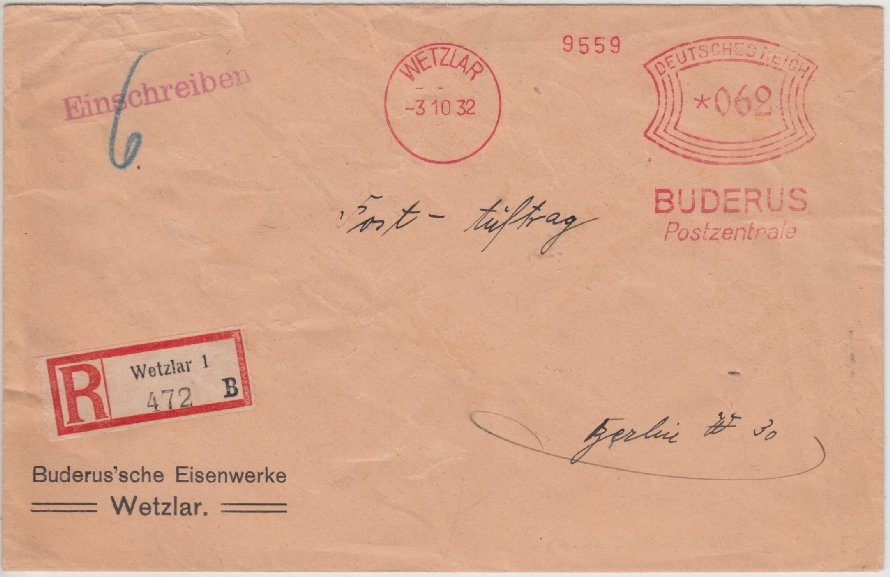 Einschreiben
6
WETZLAR
-3 10 32
9559
DEUTSCHES REICH
*062
BUDERUS
Postzentrale
Post - Auftrag
R
Wetzlar 1
472 B
Berlin W 30
Buderus'sche Eisenwerke
Wetzlar.